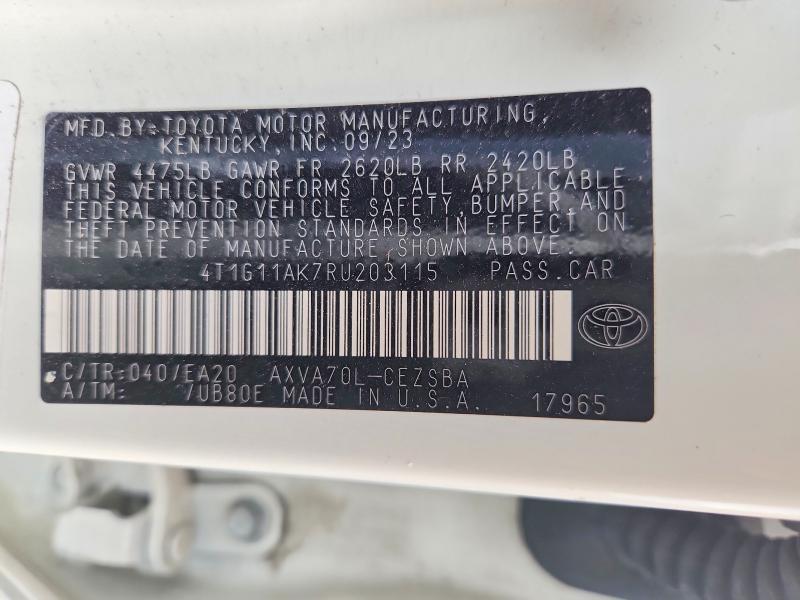 MFD.BY:TOYOTA MOTOR MANUFACTURING,
KENTUCKY,INC.09/23
GVWR 4475LB GAWR FR 2620LB RR 2420LB
THIS VEHICLE CONFORMS TO ALL APPLICABLE
FEDERAL MOTOR VEHICLE SAFETY,BUMPER,AND
THEFT PREVENTION STANDARDS IN EFFECT ON
THE DATE OF MANUFACTURE SHOWN ABOVE.
4T1G11AK7RU203115 PASS.CAR
C/TR:040/EA20 AXVA70L-CEZSBA
A/TM: /UB80E MADE IN U.S.A. 17965